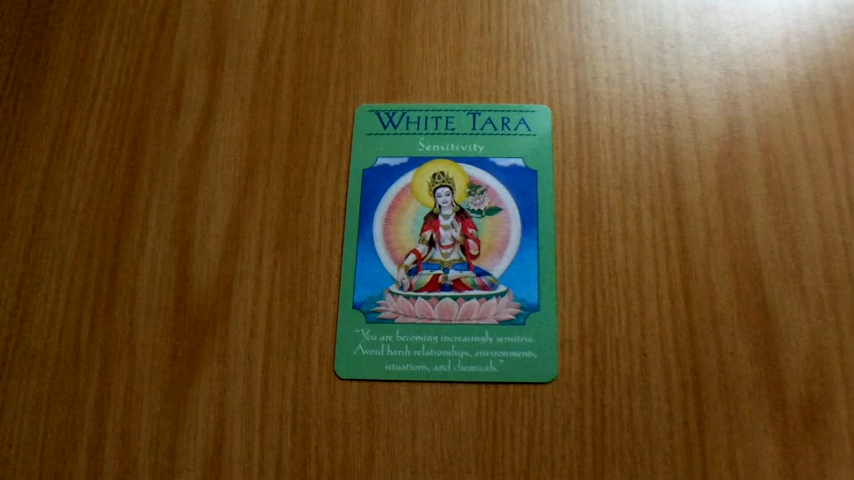 WHITE TARA
Sensitivity
"You are becoming increasingly sensitive.
Avoid harsh relationships, environments,
situations, and chemicals."